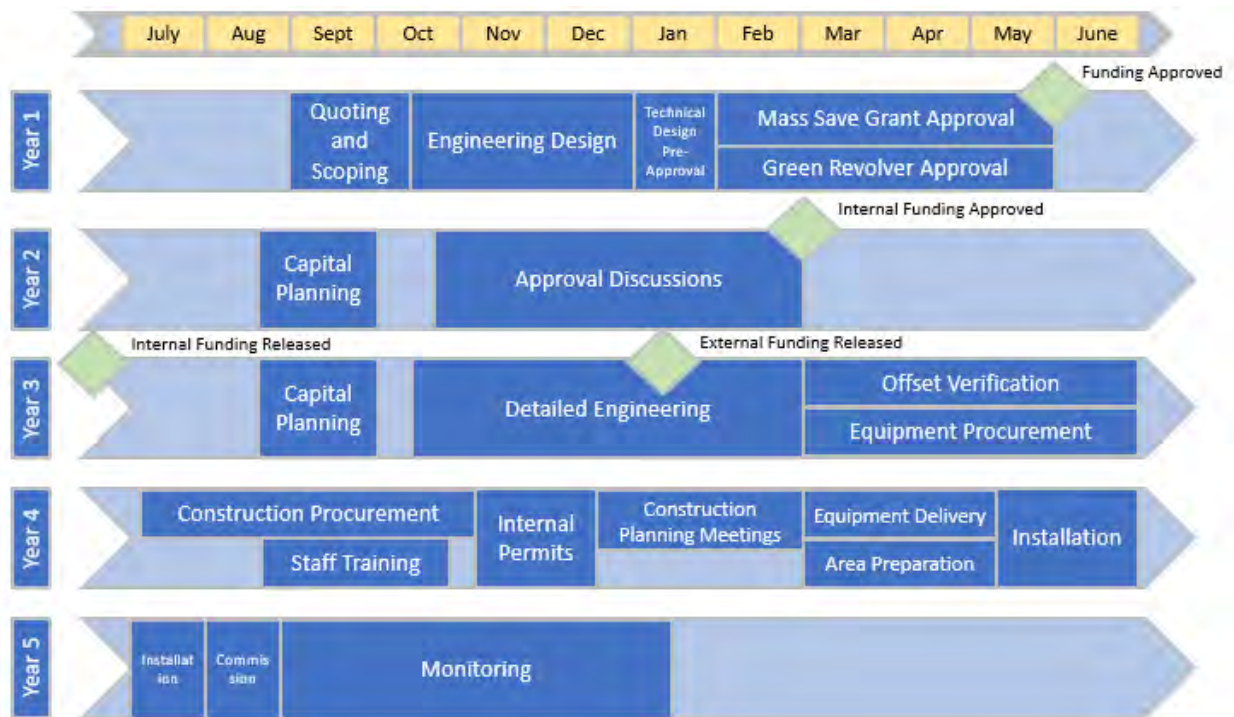 July Aug Sept Oct Nov Dec Jan Feb Mar Apr May June
Funding Approved
Year 1
Quoting
and
Scoping
Engineering Design
Technical
Design
Pre-
Approval
Mass Save Grant Approval
Green Revolver Approval
Internal Funding Approved
Year 2
Capital
Planning
Approval Discussions
Internal Funding Released
External Funding Released
Year 3
Capital
Planning
Detailed Engineering
Offset Verification
Equipment Procurement
Year 4
Construction Procurement
Staff Training
Internal
Permits
Construction
Planning Meetings
Equipment Delivery
Area Preparation
Installation
Year 5
Installat
ion
Commis
sion
Monitoring